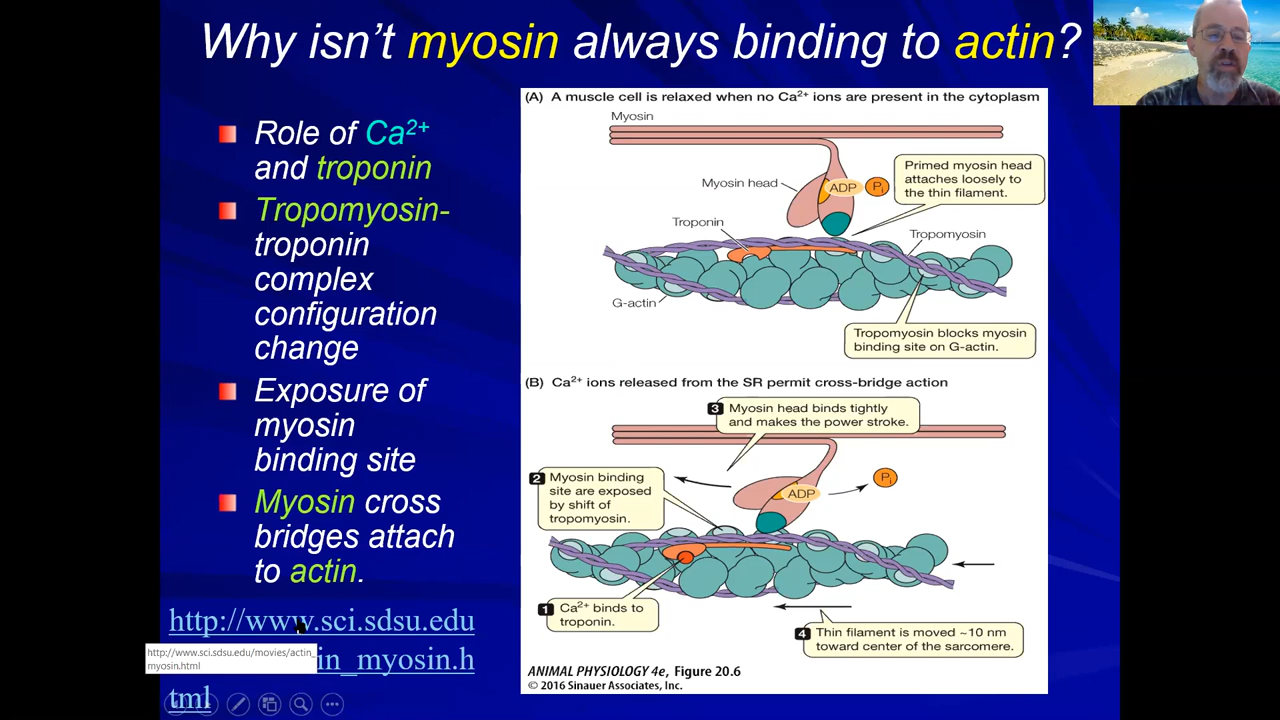 Why isn't myosin always binding to actin?
Role of Ca2+
and troponin
Tropomyosin-
troponin
complex
configuration
change
Exposure of
myosin
binding site
Myosin cross
bridges attach
to actin.
http://www.sci.sdsu.edu
in_myosin.h
tml
http://www.sci.sdsu.edu/movies/actin_
myosin.html
(A) A muscle cell is relaxed when no Ca2+ ions are present in the cytoplasm
Myosin
Myosin head
ADP
Pi
Primed myosin head
attaches loosely to
the thin filament.
Troponin
Tropomyosin
G-actin
Tropomyosin blocks myosin
binding site on G-actin.
(B) Ca2+ ions released from the SR permit cross-bridge action
3 Myosin head binds tightly
and makes the power stroke.
2 Myosin binding
site are exposed
by shift of
tropomyosin.
ADP
Pi
1 Ca2+ binds to
troponin.
4 Thin filament is moved ~10 nm
toward center of the sarcomere.
ANIMAL PHYSIOLOGY 4e, Figure 20.6
© 2016 Sinauer Associates, Inc.